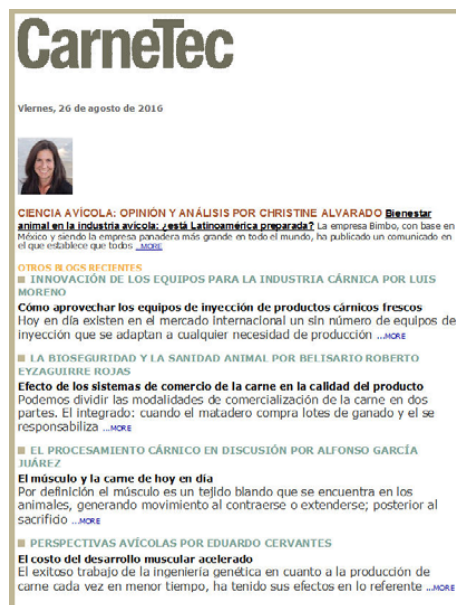 CarneTec
Viernes, 26 de agosto de 2016
CIENCIA AVÍCOLA: OPINIÓN Y ANÁLISIS POR CHRISTINE ALVARADO Bienestar
animal en la industria avícola: ¿está Latinoamérica preparada? La empresa Bimbo, con base en
México y siendo la empresa panadera más grande en todo el mundo, ha publicado un comunicado en
el que establece que todos ...MORE
OTROS BLOGS RECIENTES
INNOVACIÓN DE LOS EQUIPOS PARA LA INDUSTRIA CÁRNICA POR LUIS
MORENO
Cómo aprovechar los equipos de inyección de productos cárnicos frescos
Hoy en día existen en el mercado internacional un sin número de equipos de
inyección que se adaptan a cualquier necesidad de producción ...MORE
LA BIOSEGURIDAD Y LA SANIDAD ANIMAL POR BELISARIO ROBERTO
EYZAGUIRRE ROJAS
Efecto de los sistemas de comercio de la carne en la calidad del producto
Podemos dividir las modalidades de comercialización de la carne en dos
partes. El integrado: cuando el matadero compra lotes de ganado y el se
responsabiliza ...MORE
EL PROCESAMIENTO CÁRNICO EN DISCUSIÓN POR ALFONSO GARCÍA
JUÁREZ
El músculo y la carne de hoy en día
Por definición el músculo es un tejido blando que se encuentra en los
animales, generando movimiento al contraerse o extenderse; posterior al
sacrificio ...MORE
PERSPECTIVAS AVÍCOLAS POR EDUARDO CERVANTES
El costo del desarrollo muscular acelerado
El exitoso trabajo de la ingeniería genética en cuanto a la producción de
carne cada vez en menor tiempo, ha tenido sus efectos en lo referente ...MORE